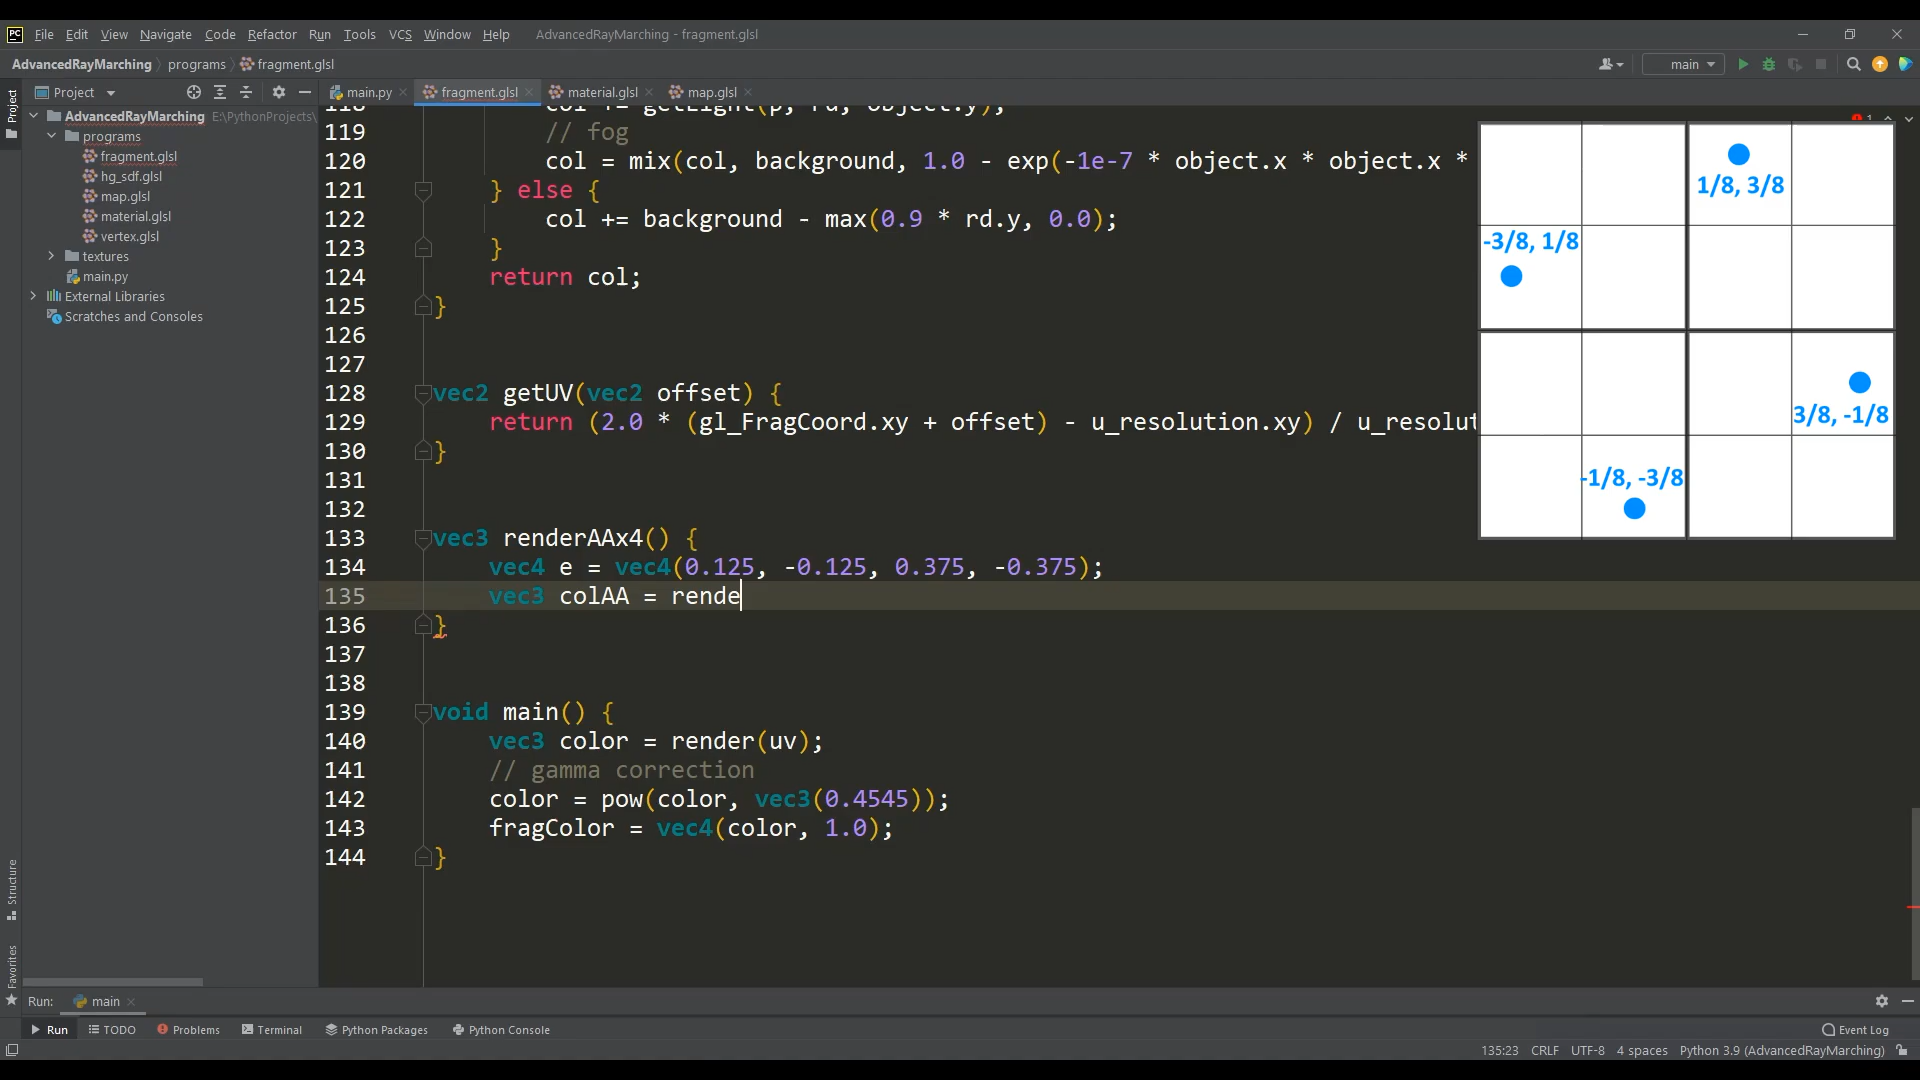 PC File Edit View Navigate Code Refactor Run Tools VCS Window Help AdvancedRayMarching - fragment.glsl
AdvancedRayMarching programs fragment.glsl main
Project
Project
main.py fragment.glsl material.glsl map.glsl
AdvancedRayMarching E:\PythonProjects\
programs
fragment.glsl
hg_sdf.glsl
map.glsl
material.glsl
vertex.glsl
textures
main.py
External Libraries
Scratches and Consoles
118 col += getLight(p, rd, object.y);
119 // fog
120 col = mix(col, background, 1.0 - exp(-1e-7 * object.x * object.x *
121 } else {
122 col += background - max(0.9 * rd.y, 0.0);
123 }
124 return col;
125 }
126
127
128 vec2 getUV(vec2 offset) {
129 return (2.0 * (gl_FragCoord.xy + offset) - u_resolution.xy) / u_resolut
130 }
131
132
133 vec3 renderAAx4() {
134 vec4 e = vec4(0.125, -0.125, 0.375, -0.375);
135 vec3 colAA = rende
136 }
137
138
139 void main() {
140 vec3 color = render(uv);
141 // gamma correction
142 color = pow(color, vec3(0.4545));
143 fragColor = vec4(color, 1.0);
144 }
1
1/8, 3/8
-3/8, 1/8
3/8, -1/8
-1/8, -3/8
Structure
Favorites
Run: main
Run TODO Problems Terminal Python Packages Python Console Event Log
135:23 CRLF UTF-8 4 spaces Python 3.9 (AdvancedRayMarching)